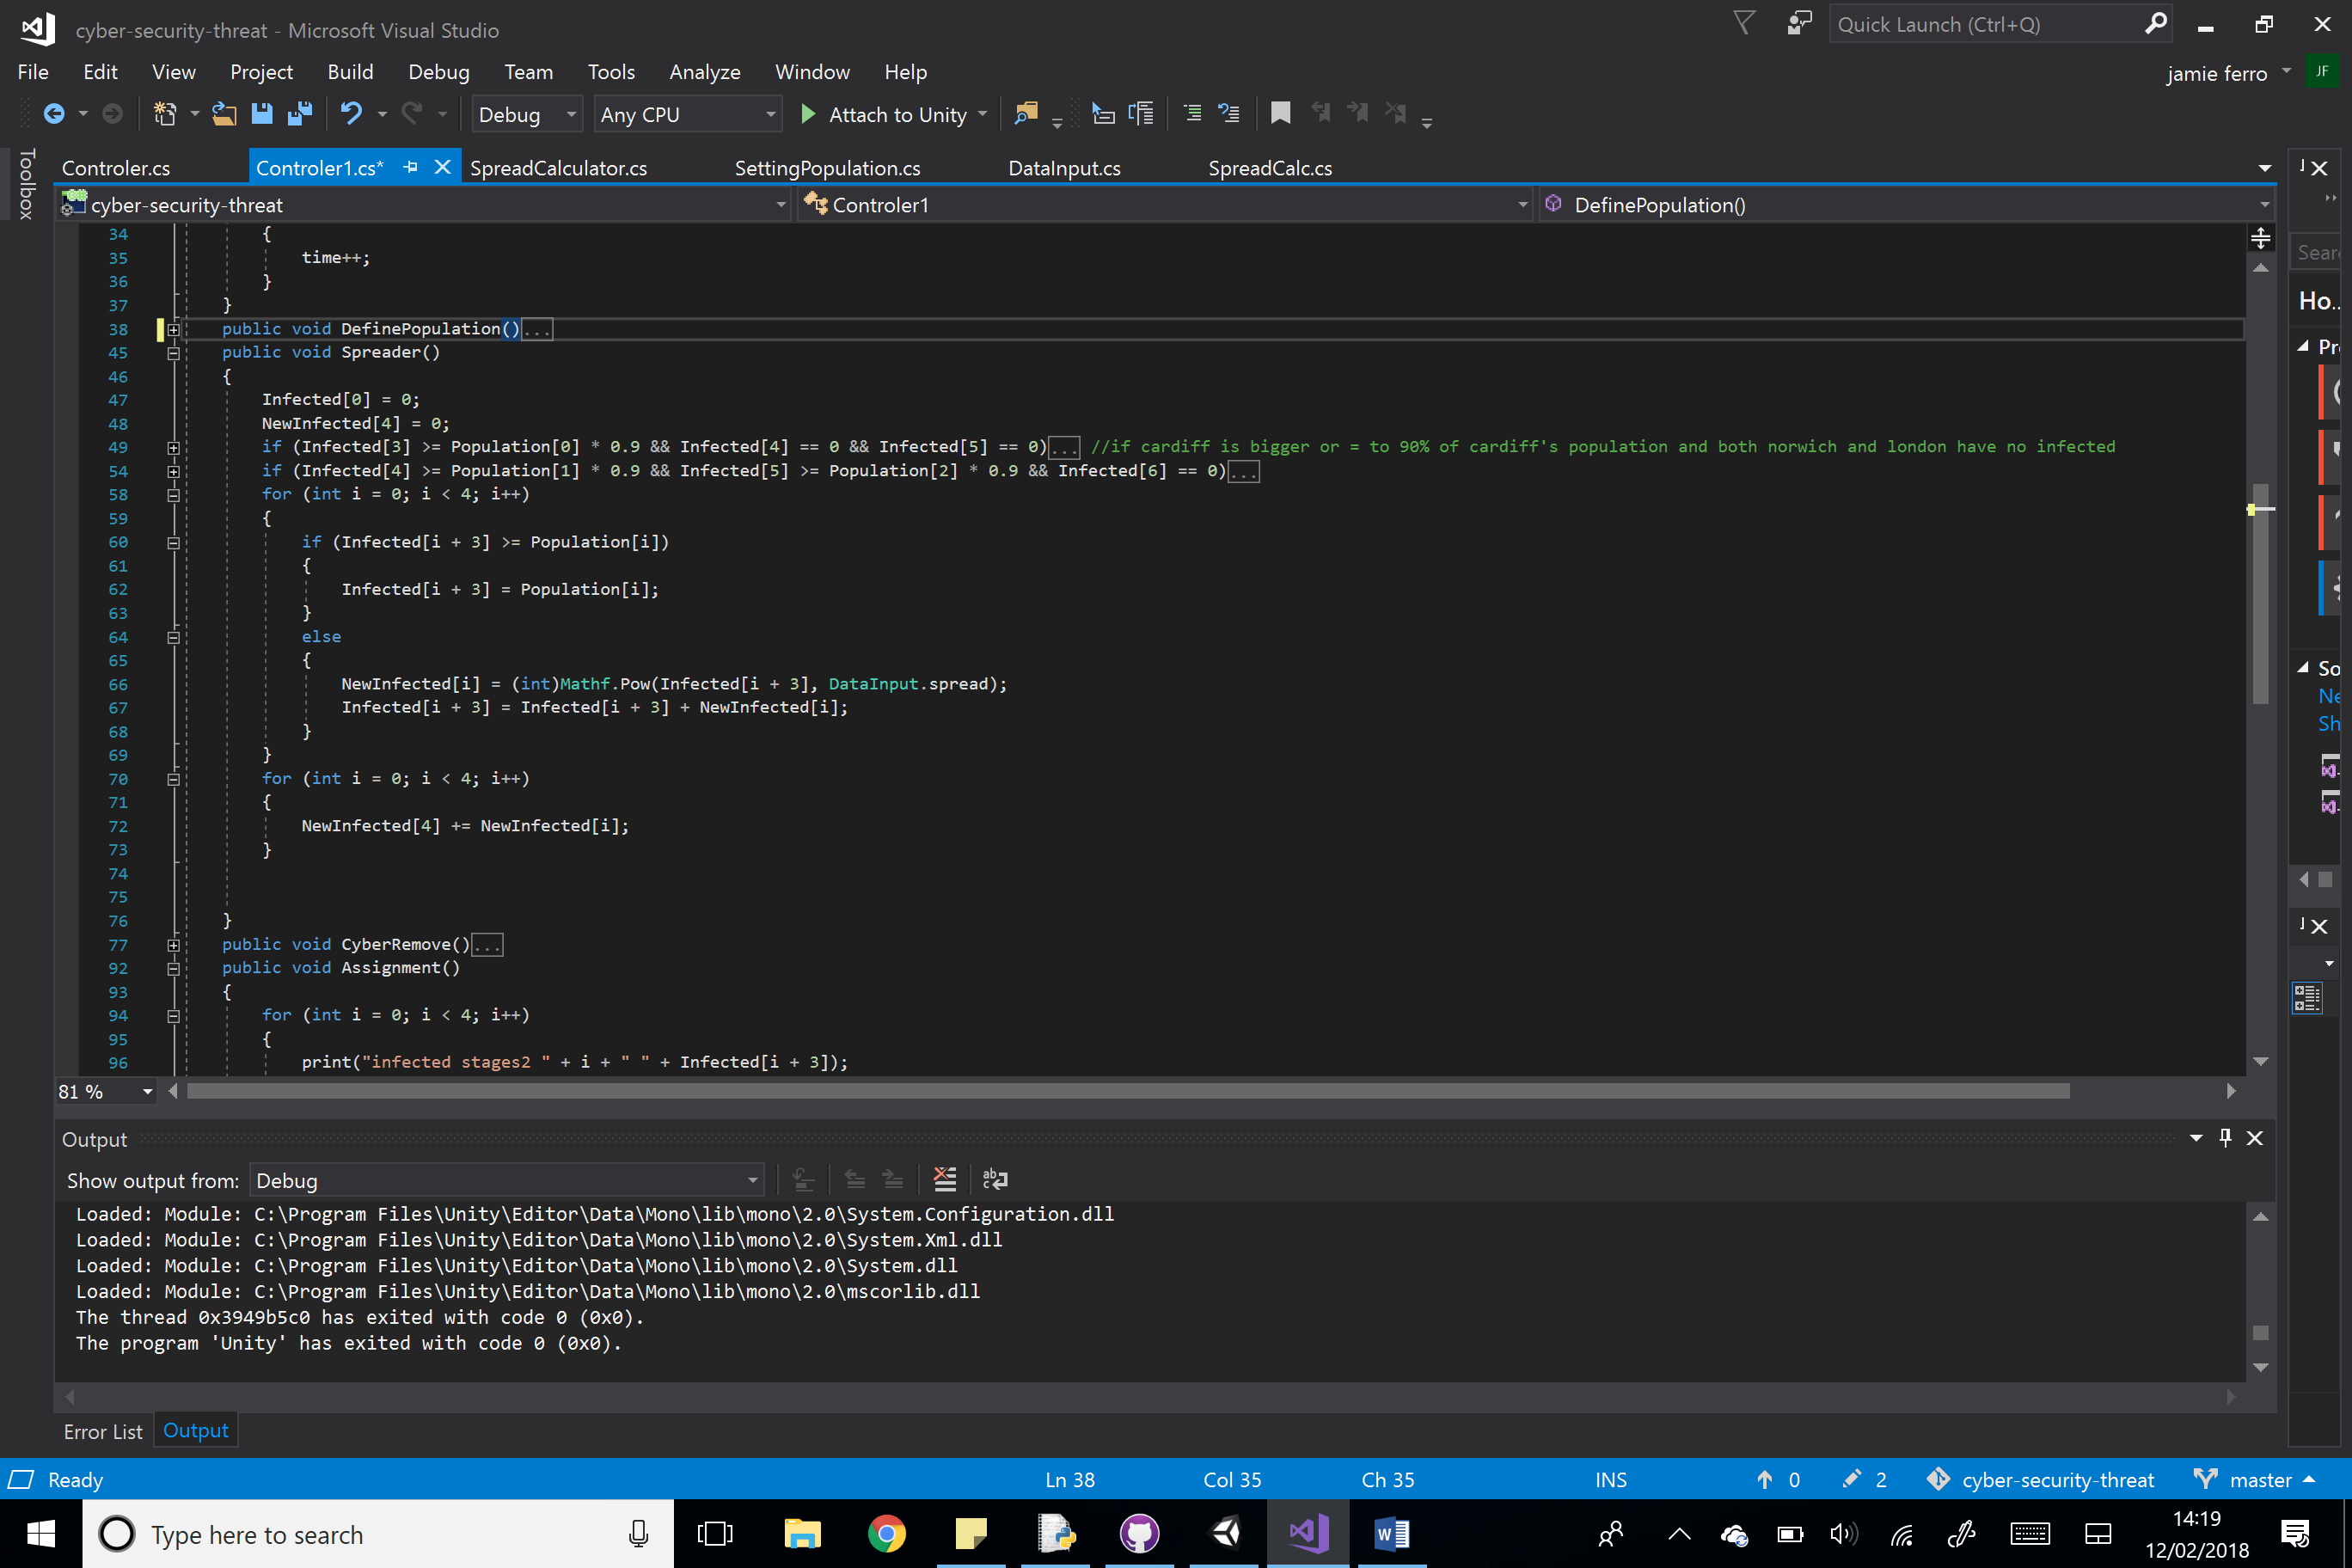 cyber-security-threat - Microsoft Visual Studio
Quick Launch (Ctrl+Q)
File Edit View Project Build Debug Team Tools Analyze Window Help
jamie ferro JF
Debug Any CPU Attach to Unity
Toolbox
Controler.cs Controler1.cs* SpreadCalculator.cs SettingPopulation.cs DataInput.cs SpreadCalc.cs
cyber-security-threat Controler1 DefinePopulation()
34 {
35 time++;
36 }
37 }
38 public void DefinePopulation()...
45 public void Spreader()
46 {
47 Infected[0] = 0;
48 NewInfected[4] = 0;
49 if (Infected[3] >= Population[0] * 0.9 && Infected[4] == 0 && Infected[5] == 0)... //if cardiff is bigger or = to 90% of cardiff's population and both norwich and london have no infected
54 if (Infected[4] >= Population[1] * 0.9 && Infected[5] >= Population[2] * 0.9 && Infected[6] == 0)...
58 for (int i = 0; i < 4; i++)
59 {
60 if (Infected[i + 3] >= Population[i])
61 {
62 Infected[i + 3] = Population[i];
63 }
64 else
65 {
66 NewInfected[i] = (int)Mathf.Pow(Infected[i + 3], DataInput.spread);
67 Infected[i + 3] = Infected[i + 3] + NewInfected[i];
68 }
69 }
70 for (int i = 0; i < 4; i++)
71 {
72 NewInfected[4] += NewInfected[i];
73 }
74
75
76 }
77 public void CyberRemove()...
92 public void Assignment()
93 {
94 for (int i = 0; i < 4; i++)
95 {
96 print("infected stages2 " + i + " " + Infected[i + 3]);
81 %
Sear
Ho..
Pr
So
Ne
Sh
Output
Show output from: Debug
Loaded: Module: C:\Program Files\Unity\Editor\Data\Mono\lib\mono\2.0\System.Configuration.dll
Loaded: Module: C:\Program Files\Unity\Editor\Data\Mono\lib\mono\2.0\System.Xml.dll
Loaded: Module: C:\Program Files\Unity\Editor\Data\Mono\lib\mono\2.0\System.dll
Loaded: Module: C:\Program Files\Unity\Editor\Data\Mono\lib\mono\2.0\mscorlib.dll
The thread 0x3949b5c0 has exited with code 0 (0x0).
The program 'Unity' has exited with code 0 (0x0).
Error List Output
Ready Ln 38 Col 35 Ch 35 INS 0 2 cyber-security-threat master
Type here to search
14:19
12/02/2018